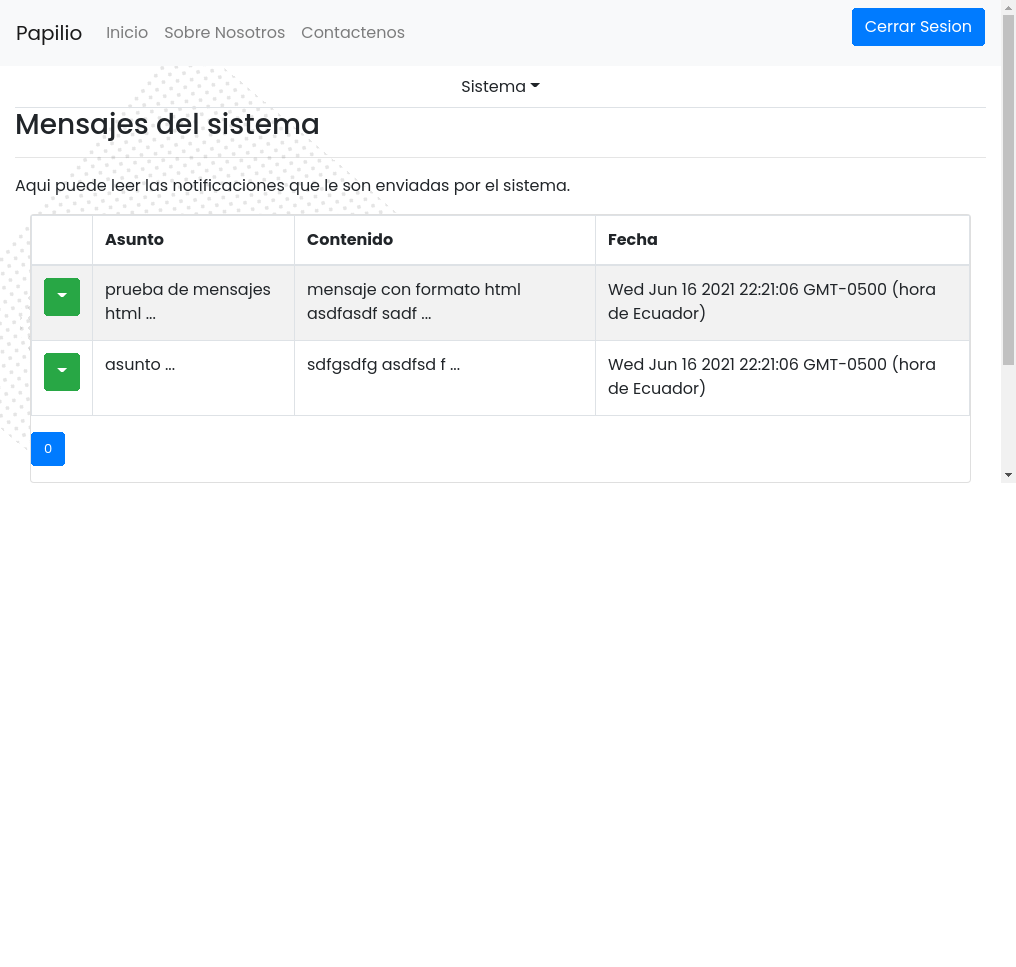 Papilio Inicio Sobre Nosotros Contactenos Cerrar Sesion
Sistema
Mensajes del sistema
Aqui puede leer las notificaciones que le son enviadas por el sistema.
Asunto Contenido Fecha
prueba de mensajes mensaje con formato html Wed Jun 16 2021 22:21:06 GMT-0500 (hora
html ... asdfasdf sadf ... de Ecuador)
asunto ... sdfgsdfg asdfsd f ... Wed Jun 16 2021 22:21:06 GMT-0500 (hora
de Ecuador)
0